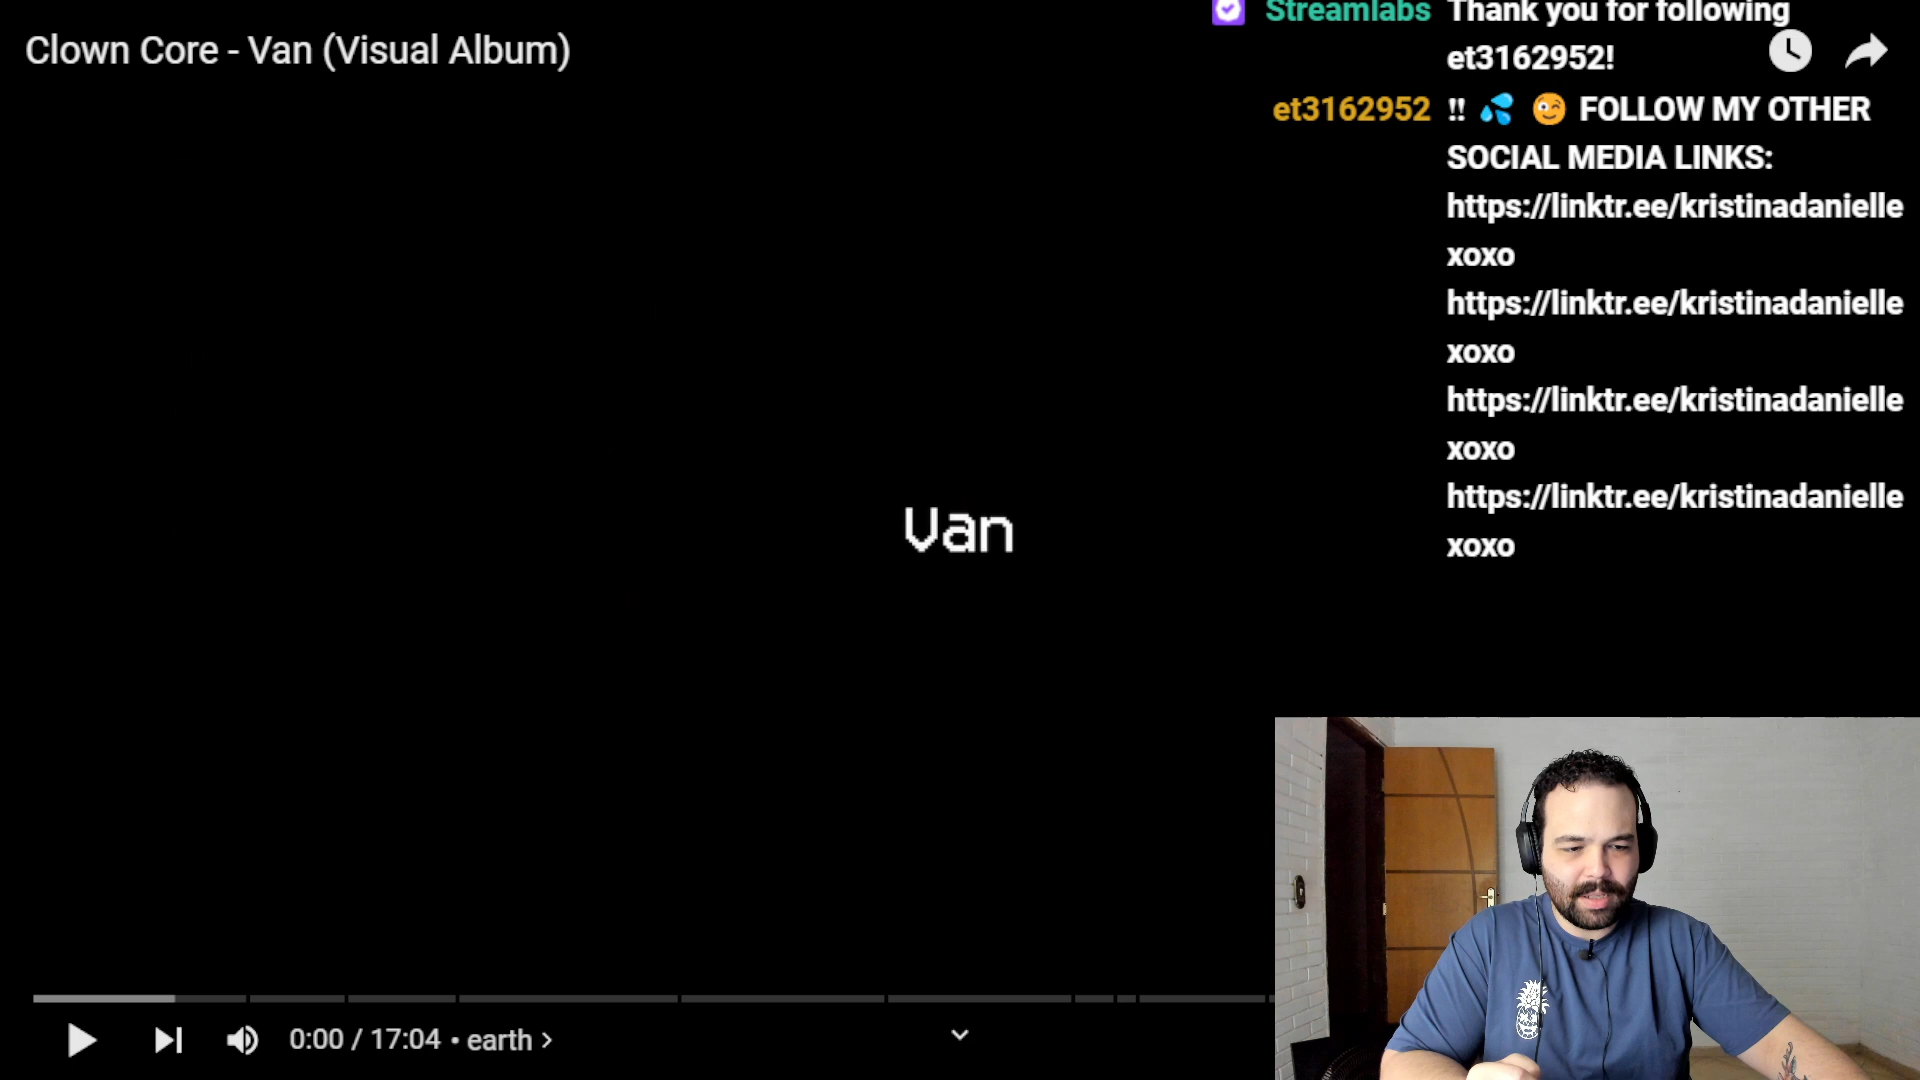 Clown Core - Van (Visual Album)
Streamlabs Thank you for following
et3162952!
et3162952 ‼ 💦 😉 FOLLOW MY OTHER
SOCIAL MEDIA LINKS:
https://linktr.ee/kristinadanielle
xoxo
https://linktr.ee/kristinadanielle
xoxo
https://linktr.ee/kristinadanielle
xoxo
https://linktr.ee/kristinadanielle
xoxo
Van
0:00 / 17:04 • earth ›